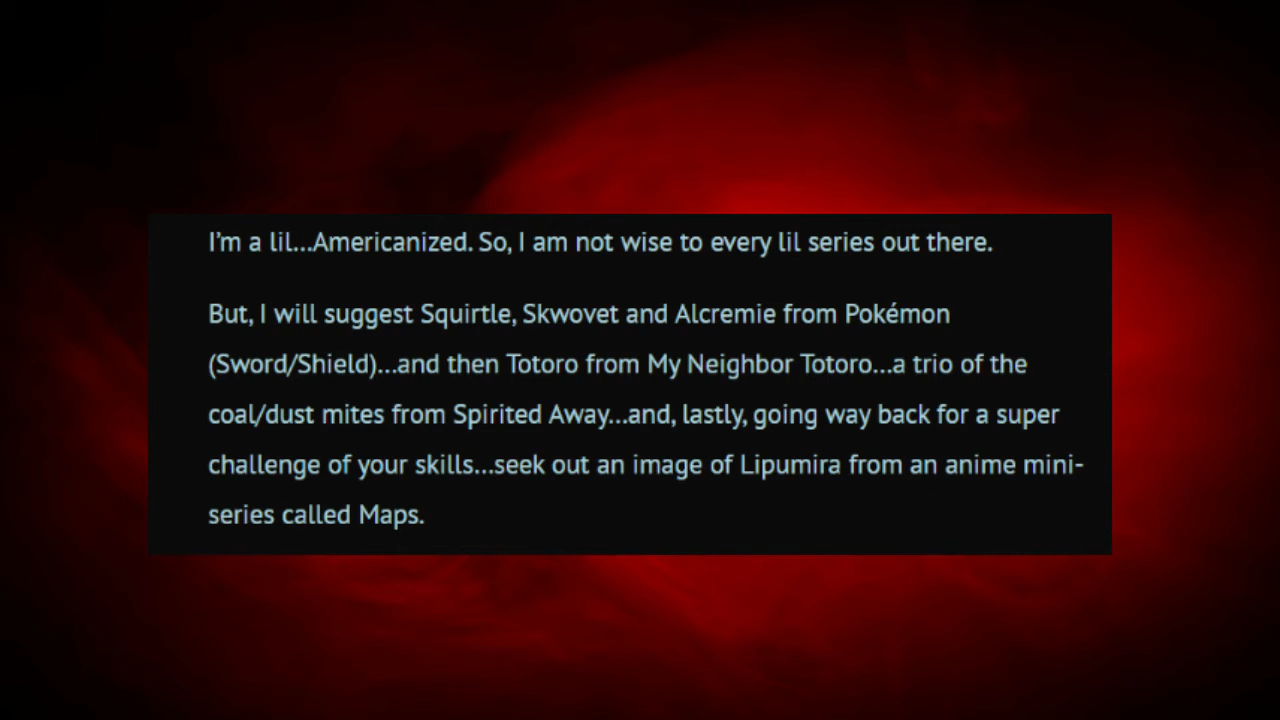 I'm a lil...Americanized. So, I am not wise to every lil series out there.
But, I will suggest Squirtle, Skwovet and Alcremie from Pokémon
(Sword/Shield)...and then Totoro from My Neighbor Totoro...a trio of the
coal/dust mites from Spirited Away...and, lastly, going way back for a super
challenge of your skills...seek out an image of Lipumira from an anime mini-
series called Maps.